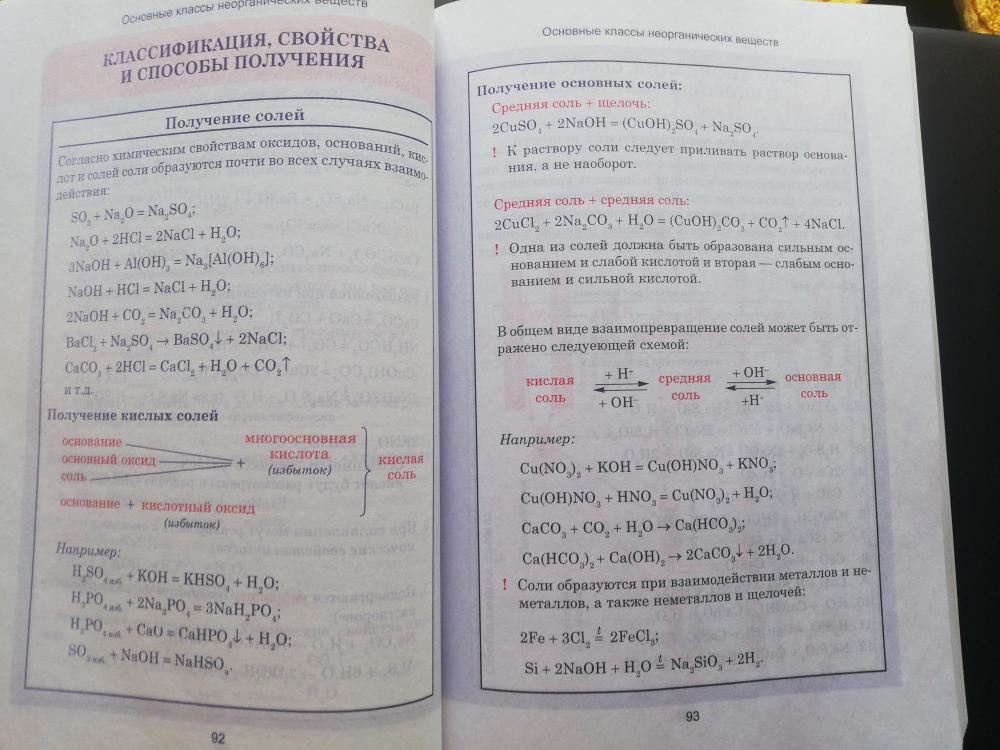 Основные классы неорганических веществ
КЛАССИФИКАЦИЯ, СВОЙСТВА
И СПОСОБЫ ПОЛУЧЕНИЯ
Получение солей
Согласно химическим свойствам оксидов, оснований, кис-
лот и солей соли образуются почти во всех случаях взаимо-
действия:
SO₃ + Na₂O = Na₂SO₄;
Na₂O + 2HCl = 2NaCl + H₂O;
3NaOH + Al(OH)₃ = Na₃[Al(OH)₆];
NaOH + HCl = NaCl + H₂O;
2NaOH + CO₂ = Na₂CO₃ + H₂O;
BaCl₂ + Na₂SO₄ → BaSO₄↓ + 2NaCl;
CaCO₃ + 2HCl = CaCl₂ + H₂O + CO₂↑
и т.д.
Получение кислых солей
основание
основный оксид
соль
+
многоосновная
кислота
(избыток)
кислая
соль
основание + кислотный оксид
(избыток)
Например:
H₂SO₄ изб. + KOH = KHSO₄ + H₂O;
H₃PO₄ изб. + 2Na₃PO₄ = 3NaH₂PO₄;
H₃PO₄ изб. + CaO = CaHPO₄↓ + H₂O;
SO₃ изб. + NaOH = NaHSO₄.
92
Основные классы неорганических веществ
Получение основных солей:
Средняя соль + щелочь:
2CuSO₄ + 2NaOH = (CuOH)₂SO₄ + Na₂SO₄.
! К раствору соли следует приливать раствор основа-
ния, а не наоборот.
Средняя соль + средняя соль:
2CuCl₂ + 2Na₂CO₃ + H₂O = (CuOH)₂CO₃ + CO₂↑ + 4NaCl.
! Одна из солей должна быть образована сильным ос-
нованием и слабой кислотой и вторая — слабым осно-
ванием и сильной кислотой.
В общем виде взаимопревращение солей может быть от-
ражено следуеющей схемой:
кислая
соль
+ H⁺
+ OH⁻
средняя
соль
+ OH⁻
+H⁺
основная
соль
Например:
Cu(NO₃)₂ + KOH = Cu(OH)NO₃ + KNO₃;
Cu(OH)NO₃ + HNO₃ = Cu(NO₃)₂ + H₂O;
CaCO₃ + CO₂ + H₂O → Ca(HCO₃)₂;
Ca(HCO₃)₂ + Ca(OH)₂ → 2CaCO₃↓ + 2H₂O.
! Соли образуются при взаимодействии металлов и не-
металлов, а также неметаллов и щелочей:
2Fe + 3Cl₂ =ᵗ 2FeCl₃;
Si + 2NaOH + H₂O =ᵗ Na₂SiO₃ + 2H₂.
93